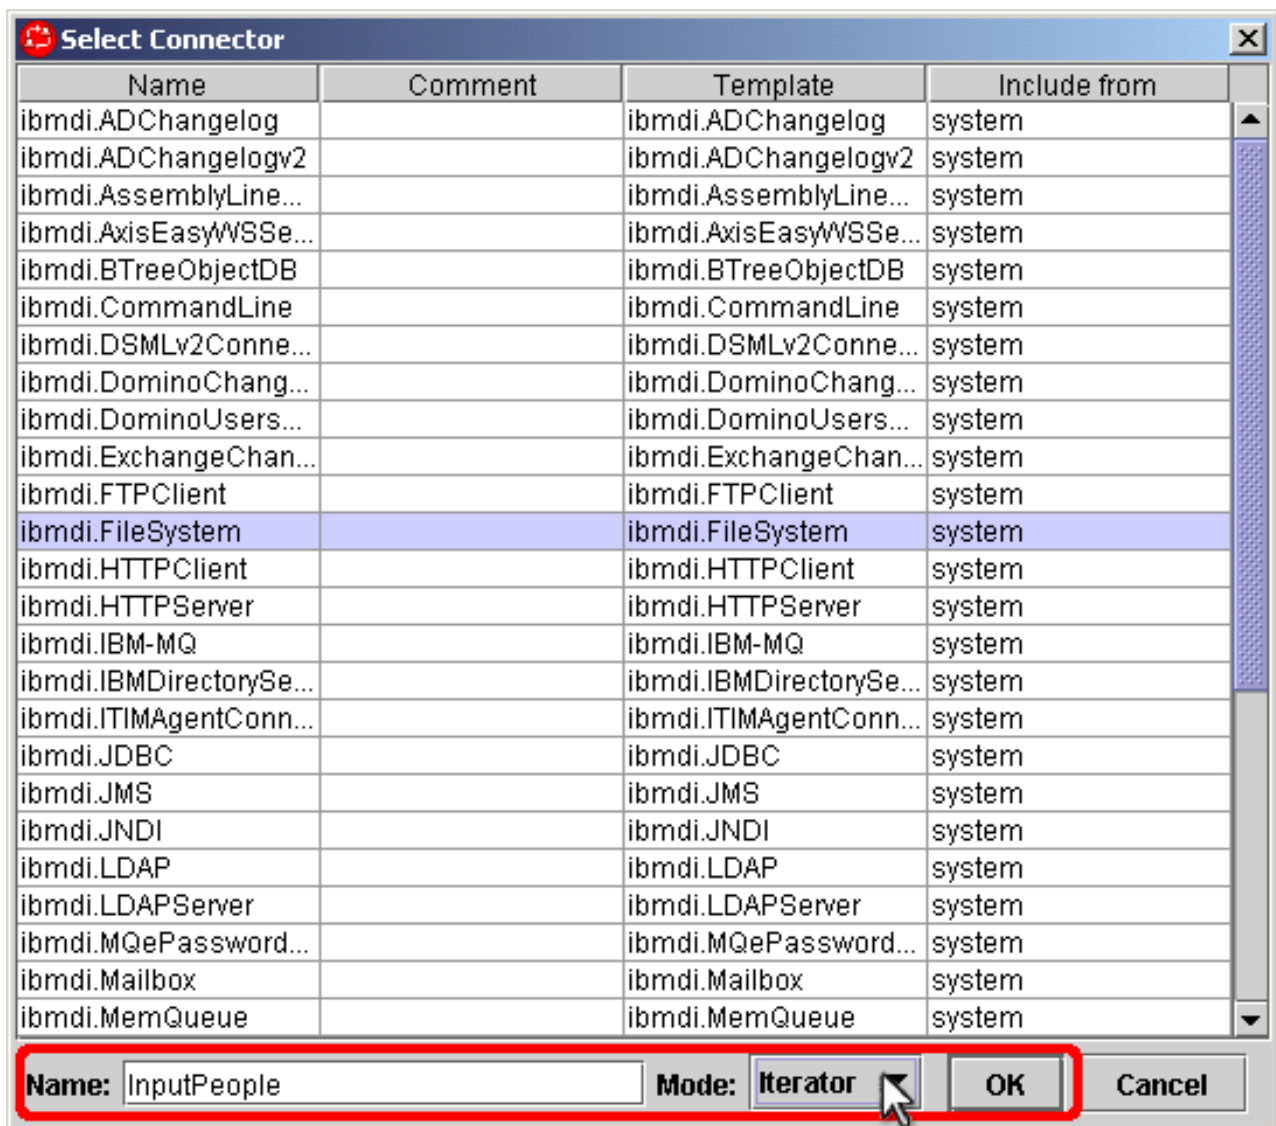 Select Connector
Name Comment Template Include from
ibmdi.ADChangelog ibmdi.ADChangelog system
ibmdi.ADChangelogv2 ibmdi.ADChangelogv2 system
ibmdi.AssemblyLine... ibmdi.AssemblyLine... system
ibmdi.AxisEasyWSSe... ibmdi.AxisEasyWSSe... system
ibmdi.BTreeObjectDB ibmdi.BTreeObjectDB system
ibmdi.CommandLine ibmdi.CommandLine system
ibmdi.DSMLv2Conne... ibmdi.DSMLv2Conne... system
ibmdi.DominoChang... ibmdi.DominoChang... system
ibmdi.DominoUsers... ibmdi.DominoUsers... system
ibmdi.ExchangeChan... ibmdi.ExchangeChan... system
ibmdi.FTPClient ibmdi.FTPClient system
ibmdi.FileSystem ibmdi.FileSystem system
ibmdi.HTTPClient ibmdi.HTTPClient system
ibmdi.HTTPServer ibmdi.HTTPServer system
ibmdi.IBM-MQ ibmdi.IBM-MQ system
ibmdi.IBMDirectorySe... ibmdi.IBMDirectorySe... system
ibmdi.ITIMAgentConn... ibmdi.ITIMAgentConn... system
ibmdi.JDBC ibmdi.JDBC system
ibmdi.JMS ibmdi.JMS system
ibmdi.JNDI ibmdi.JNDI system
ibmdi.LDAP ibmdi.LDAP system
ibmdi.LDAPServer ibmdi.LDAPServer system
ibmdi.MQePassword... ibmdi.MQePassword... system
ibmdi.Mailbox ibmdi.Mailbox system
ibmdi.MemQueue ibmdi.MemQueue system
Name: InputPeople Mode: Iterator OK Cancel